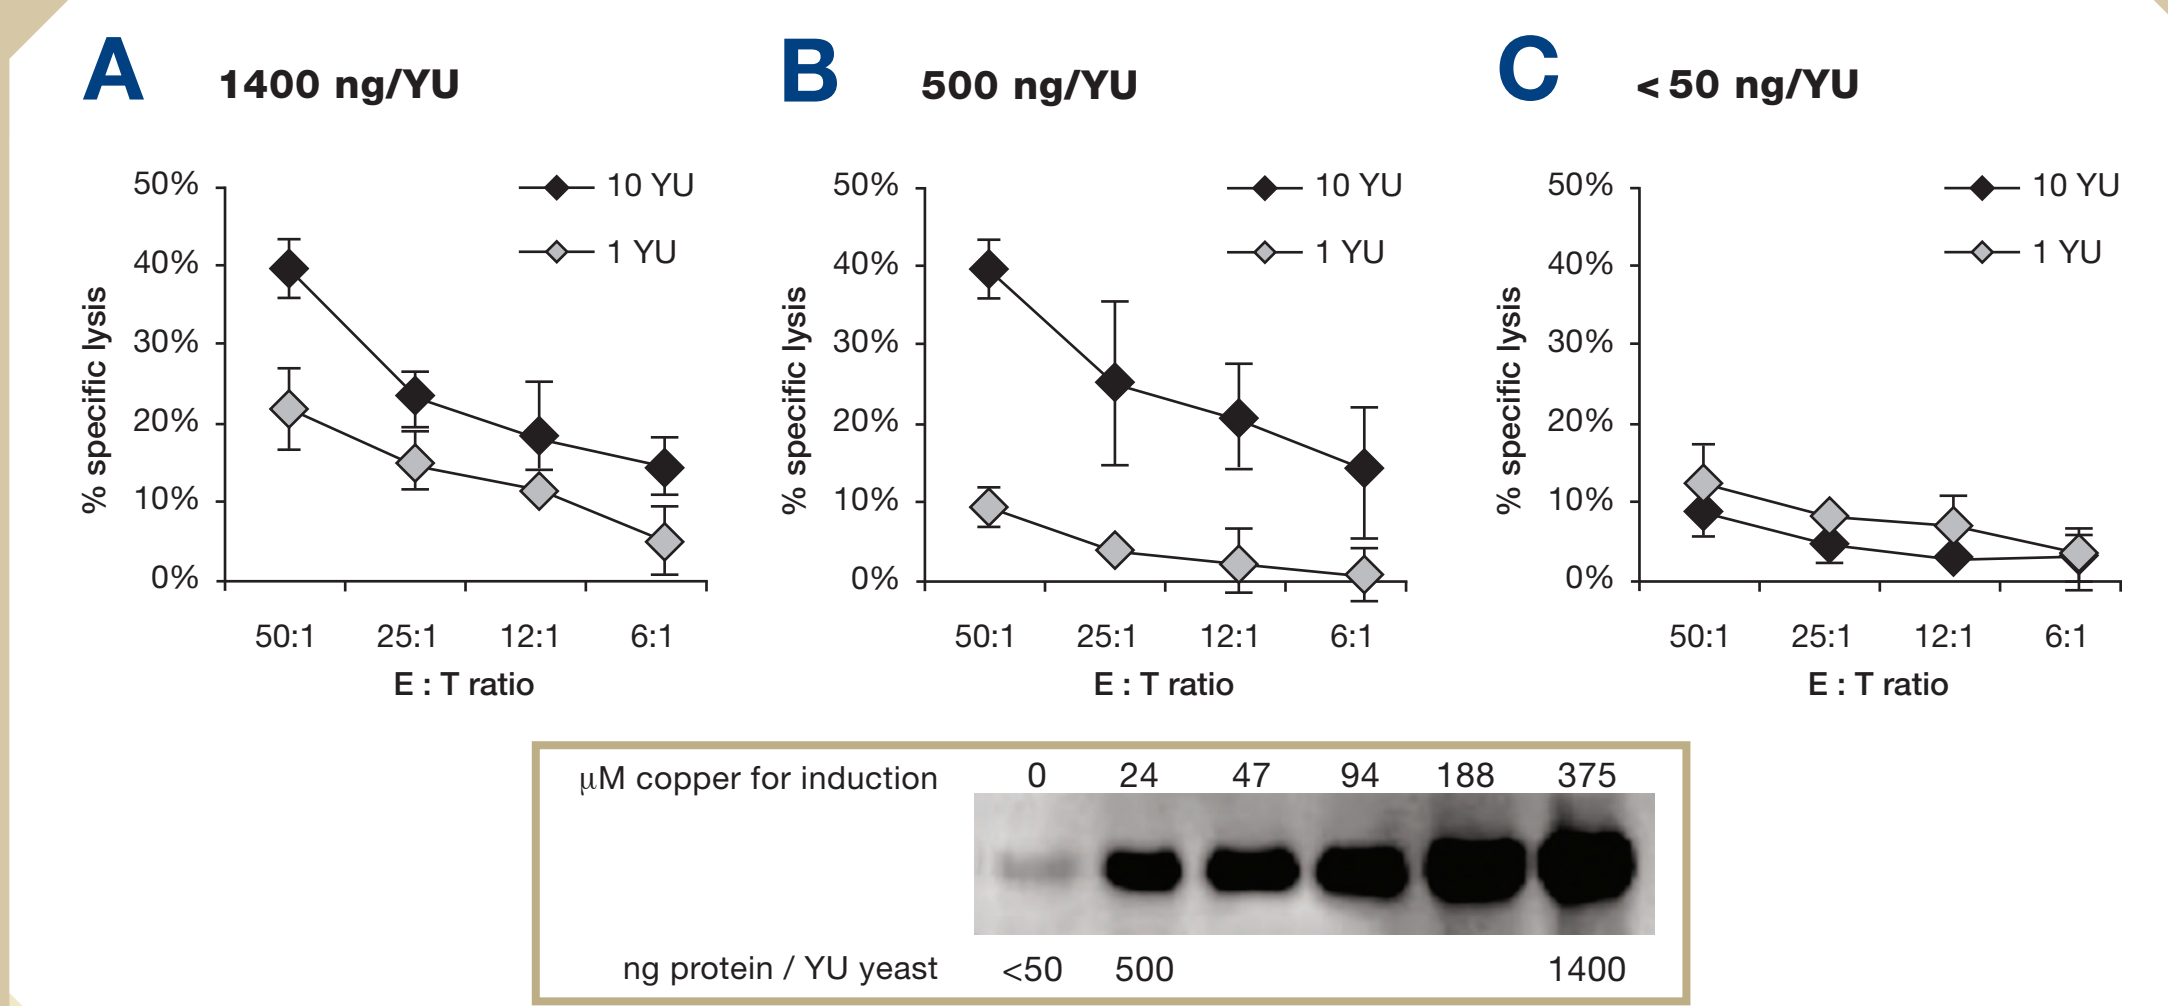 A 1400 ng/YU
50%
40%
30%
20%
10%
0%
% specific lysis
10 YU
1 YU
50:1 25:1 12:1 6:1
E : T ratio
B 500 ng/YU
50%
40%
30%
20%
10%
0%
% specific lysis
10 YU
1 YU
50:1 25:1 12:1 6:1
E : T ratio
C < 50 ng/YU
50%
40%
30%
20%
10%
0%
% specific lysis
10 YU
1 YU
50:1 25:1 12:1 6:1
E : T ratio
µM copper for induction 0 24 47 94 188 375
ng protein / YU yeast <50 500 1400